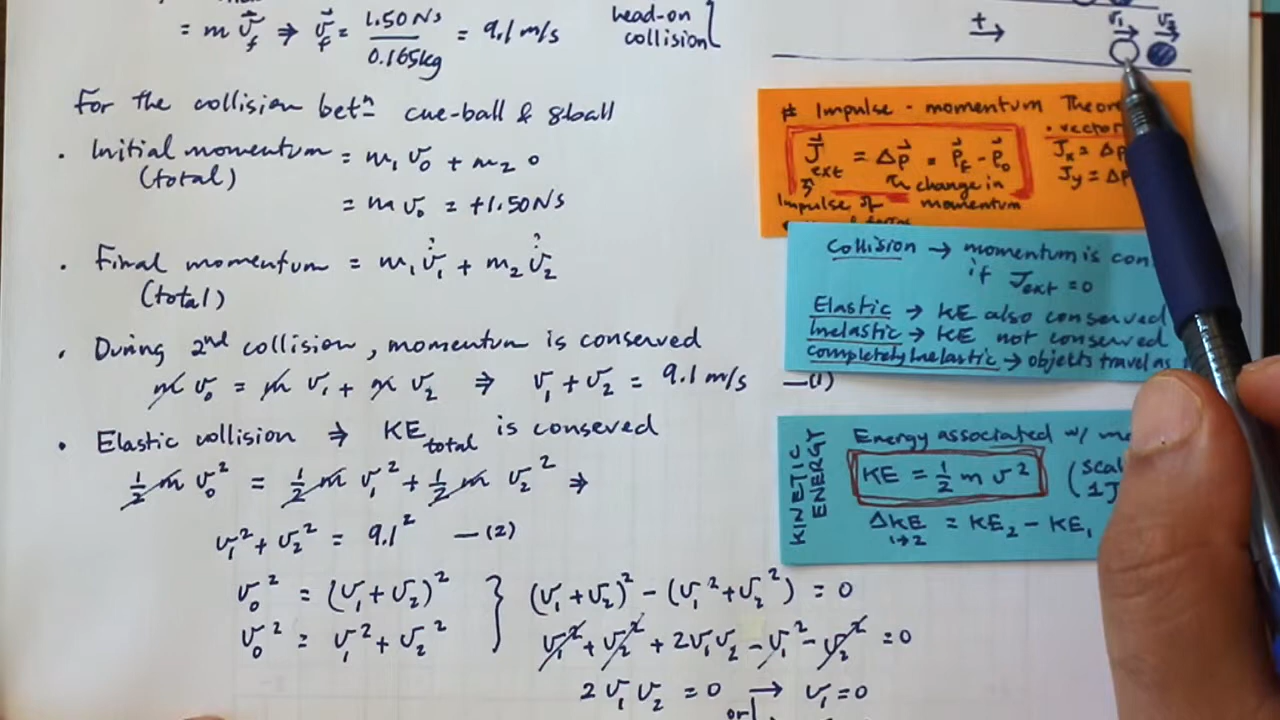 = m v⃗f ⇒ v⃗f = 1.50 Ns / 0.165kg = 9.1 m/s
head-on
collision
+
v1 v2
For the collision betⁿ cue-ball & 8ball
· Initial momentum = m1 v0 + m2 0
(total)
= m v0 = +1.50 Ns
· Final momentum = m1 v1 + m2 v2
? ?
(total)
· During 2nd collision, momentum is conserved
m v0 = m v1 + m v2 ⇒ v1 + v2 = 9.1 m/s —(1)
· Elastic collision ⇒ KEtotal is conseved
½ m v0² = ½ m v1² + ½ m v2² ⇒
v1² + v2² = 9.1² —(2)
v0² = (v1 + v2)²
v0² = v1² + v2²
(v1 + v2)² - (v1² + v2²) = 0
v1² + v2² + 2v1v2 - v1² - v2² = 0
2 v1 v2 = 0 → v1 = 0
or
# Impulse - momentum Theore
J⃗ext = Δp⃗ = p⃗f - p⃗0
change in
momentum
Impulse of
· vector
Jx = Δp
Jy = Δp
Collision → momentum is con
if Jext = 0
Elastic → KE also conserved
Inelastic → KE not conserved
Completely Inelastic → objects travel as
KINETIC
ENERGY
Energy associated w/ m
KE = ½ m v² (scal
1J
ΔKE = KE2 - KE1
1→2